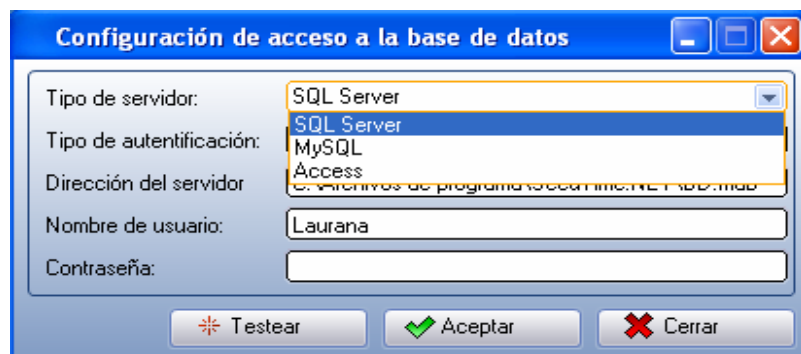 Configuración de acceso a la base de datos
Tipo de servidor: SQL Server
SQL Server
Tipo de autentificación:
MySQL
Access
Dirección del servidor
Nombre de usuario: Laurana
Contraseña:
Testear Aceptar Cerrar